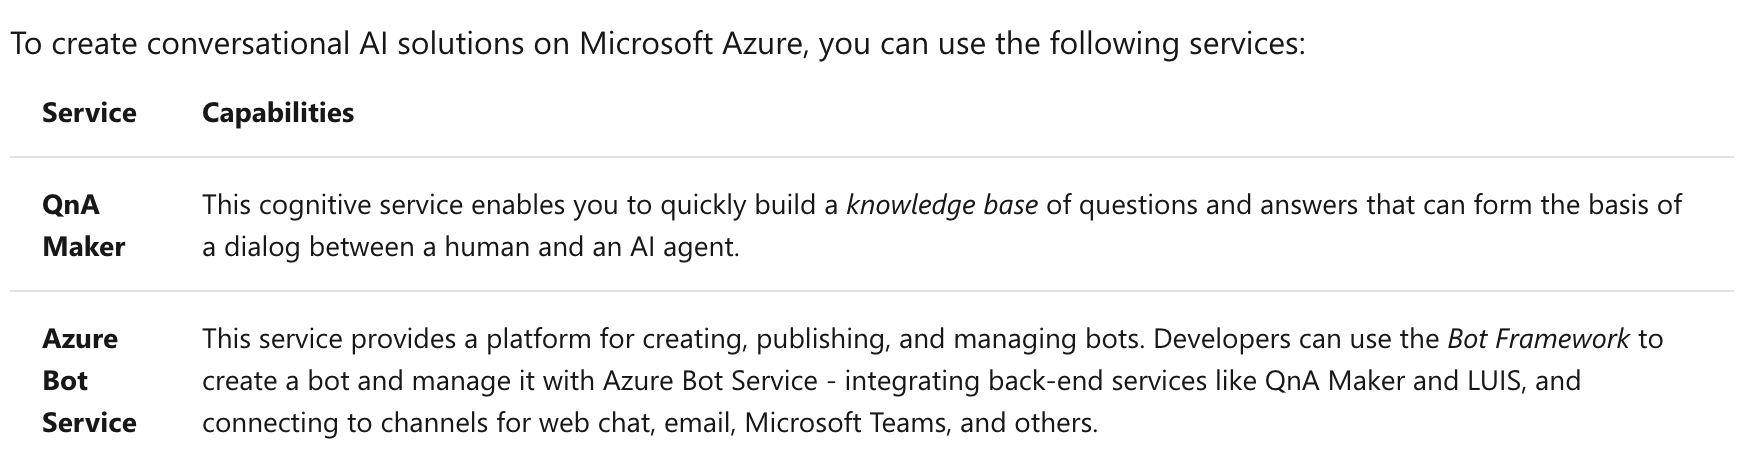 To create conversational AI solutions on Microsoft Azure, you can use the following services:
Service Capabilities
QnA Maker This cognitive service enables you to quickly build a knowledge base of questions and answers that can form the basis of
a dialog between a human and an AI agent.
Azure Bot Service This service provides a platform for creating, publishing, and managing bots. Developers can use the Bot Framework to
create a bot and manage it with Azure Bot Service - integrating back-end services like QnA Maker and LUIS, and
connecting to channels for web chat, email, Microsoft Teams, and others.